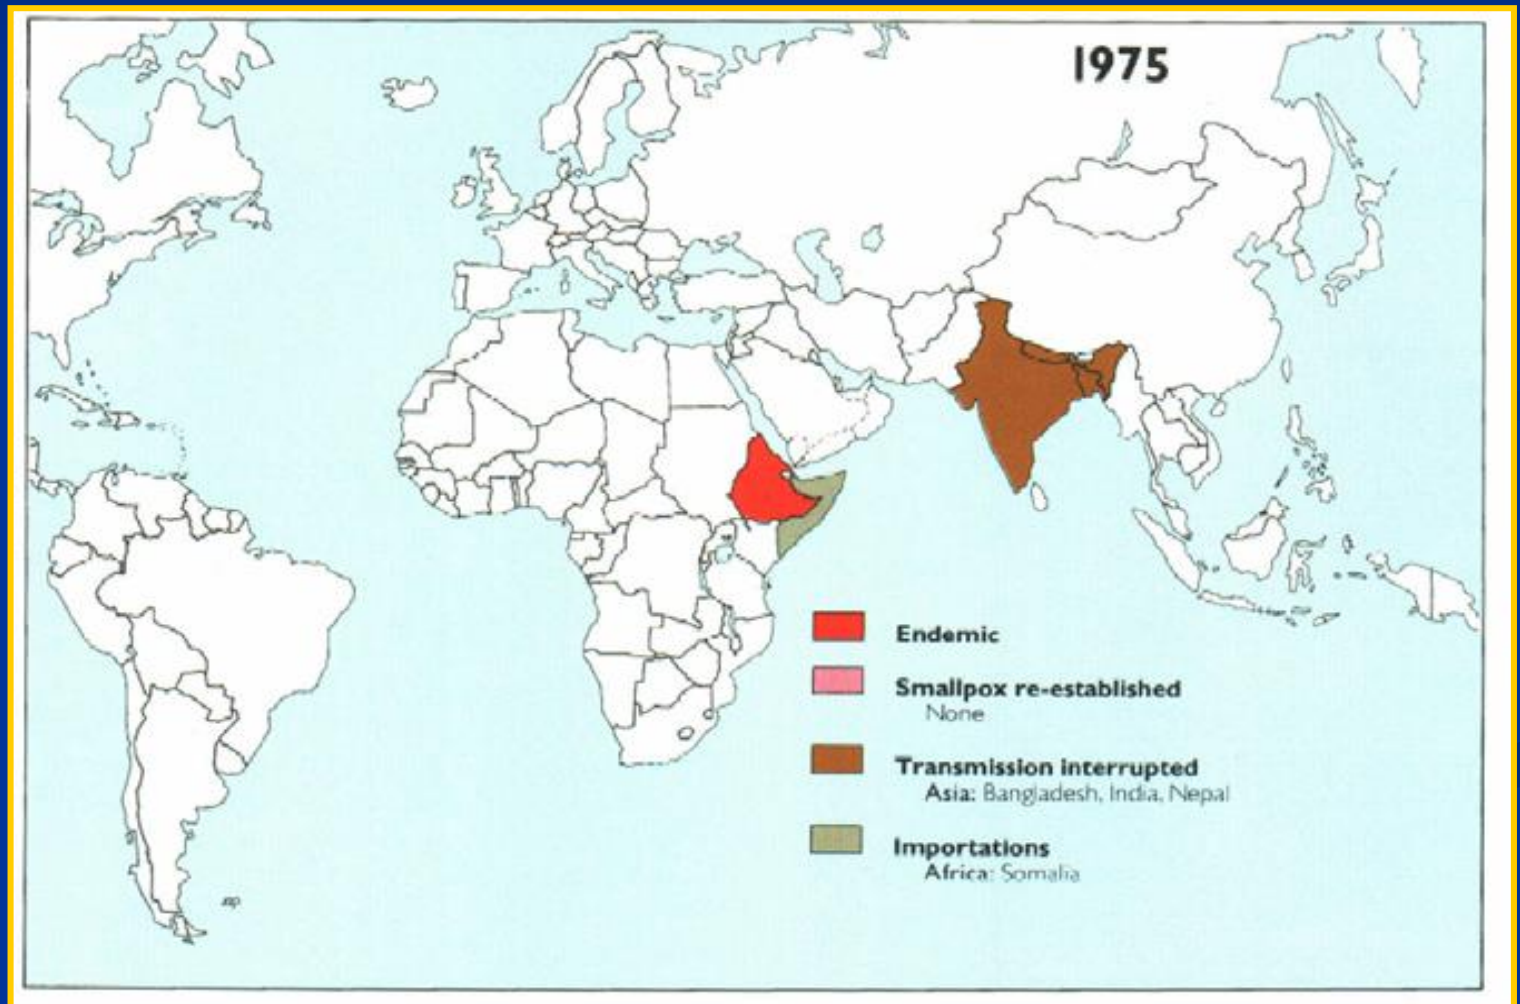 1975
Endemic
Smallpox re-established
None
Transmission interrupted
Asia: Bangladesh, India, Nepal
Importations
Africa: Somalia